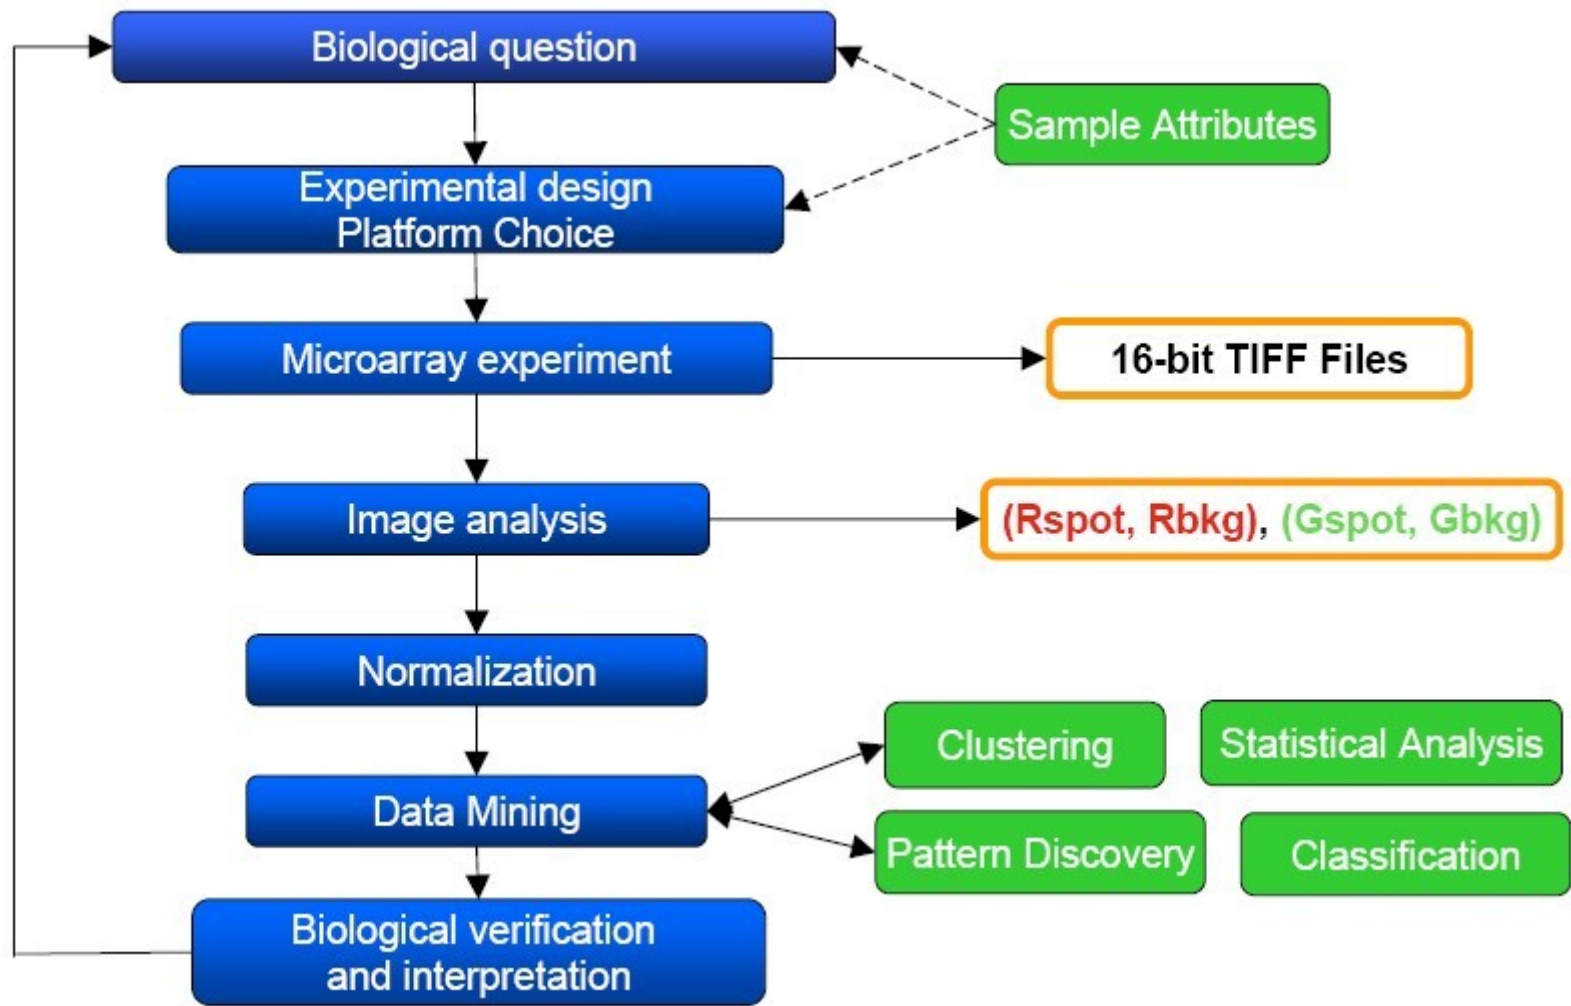 Biological question
Sample Attributes
Experimental design
Platform Choice
Microarray experiment
16-bit TIFF Files
Image analysis
(Rspot, Rbkg), (Gspot, Gbkg)
Normalization
Clustering
Statistical Analysis
Data Mining
Pattern Discovery
Classification
Biological verification
and interpretation